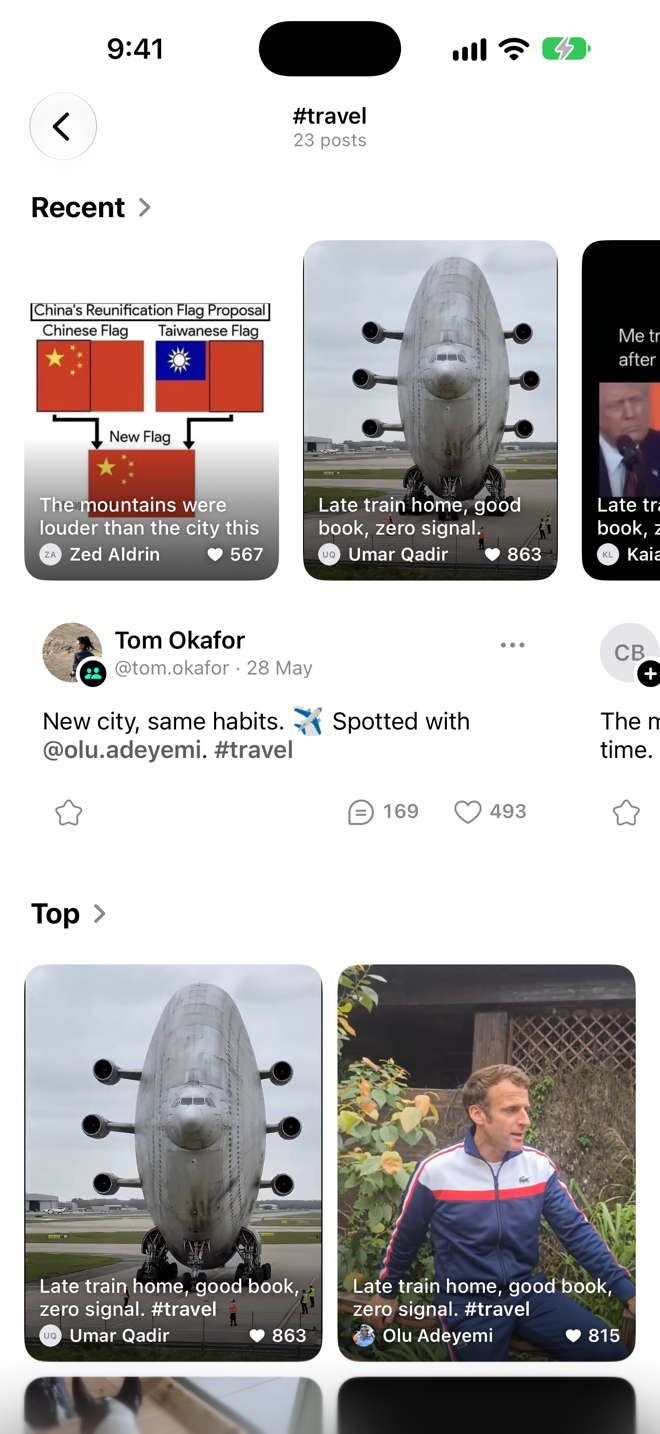 9:41
#travel
23 posts
Recent
China's Reunification Flag Proposal
Chinese Flag
Taiwanese Flag
New Flag
The mountains were
louder than the city this
ZA Zed Aldrin 567
Late train home, good
book, zero signal.
UQ Umar Qadir 863
Me tr
after
Late tra
book, z
KL Kaia
Tom Okafor
@tom.okafor · 28 May
New city, same habits. ✈️ Spotted with
@olu.adeyemi. #travel
169 493
CB
The m
time.
Top
Late train home, good book,
zero signal. #travel
UQ Umar Qadir 863
Late train home, good book,
zero signal. #travel
Olu Adeyemi 815